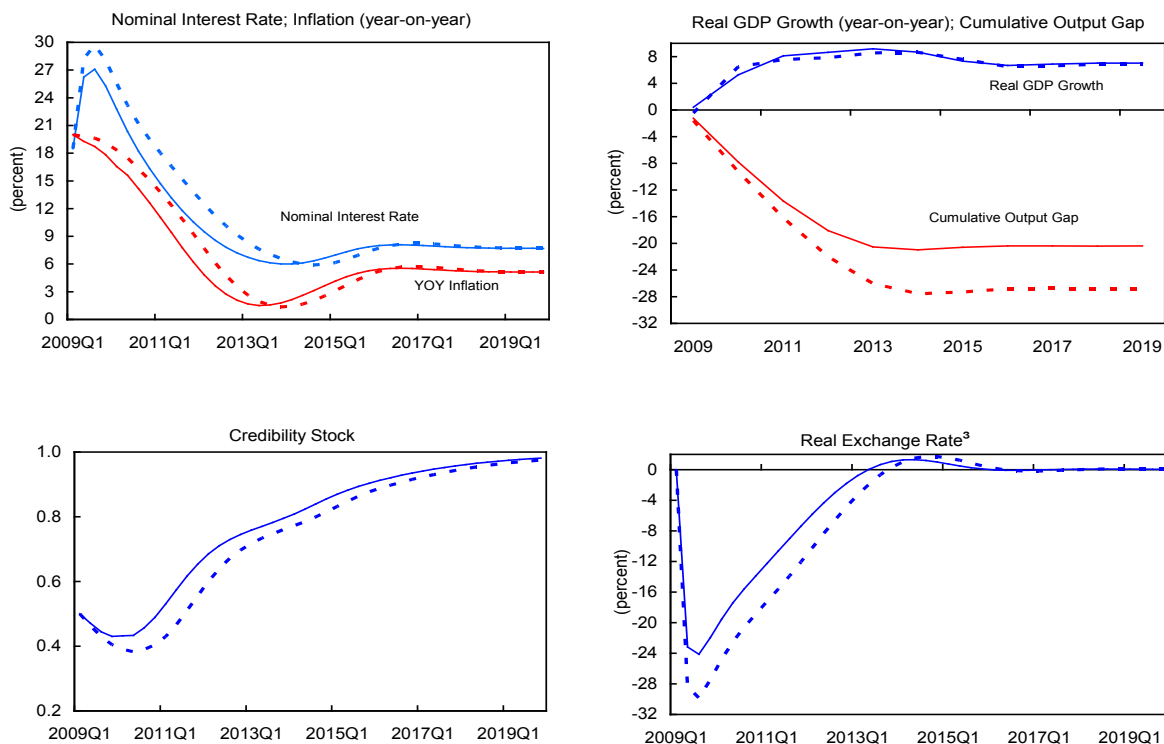 Nominal Interest Rate; Inflation (year-on-year)
30
27
24
21
18
15
12
9
6
3
0
(percent)
Nominal Interest Rate
YOY Inflation
2009Q1 2011Q1 2013Q1 2015Q1 2017Q1 2019Q1
Real GDP Growth (year-on-year); Cumulative Output Gap
8
4
0
-4
-8
-12
-16
-20
-24
-28
-32
(percent)
Real GDP Growth
Cumulative Output Gap
2009 2011 2013 2015 2017 2019
Credibility Stock
1.0
0.8
0.6
0.4
0.2
2009Q1 2011Q1 2013Q1 2015Q1 2017Q1 2019Q1
Real Exchange Rate³
0
-4
-8
-12
-16
-20
-24
-28
-32
(percent)
2009Q1 2011Q1 2013Q1 2015Q1 2017Q1 2019Q1